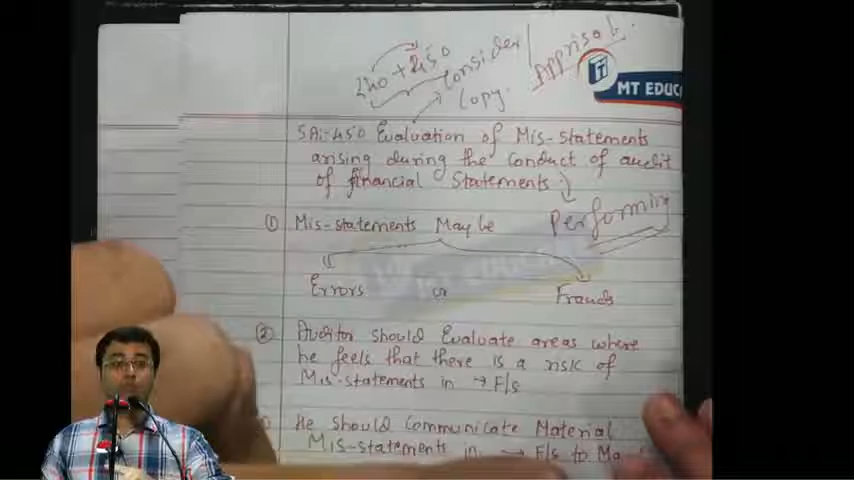 240 + 450
Consider /
Copy.
Appriasal.
MT EDUC
SA:-450 Evaluation of Mis-statements
arising during the Conduct of audit
of financial Statements.
Performing
① Mis-statements May be
Errors or Frauds
② Auditor should Evaluate areas where
he feels that there is a risk of
Mis-statements in → F/s
He should Communicate Material
Mis-statements in → F/s to Ma